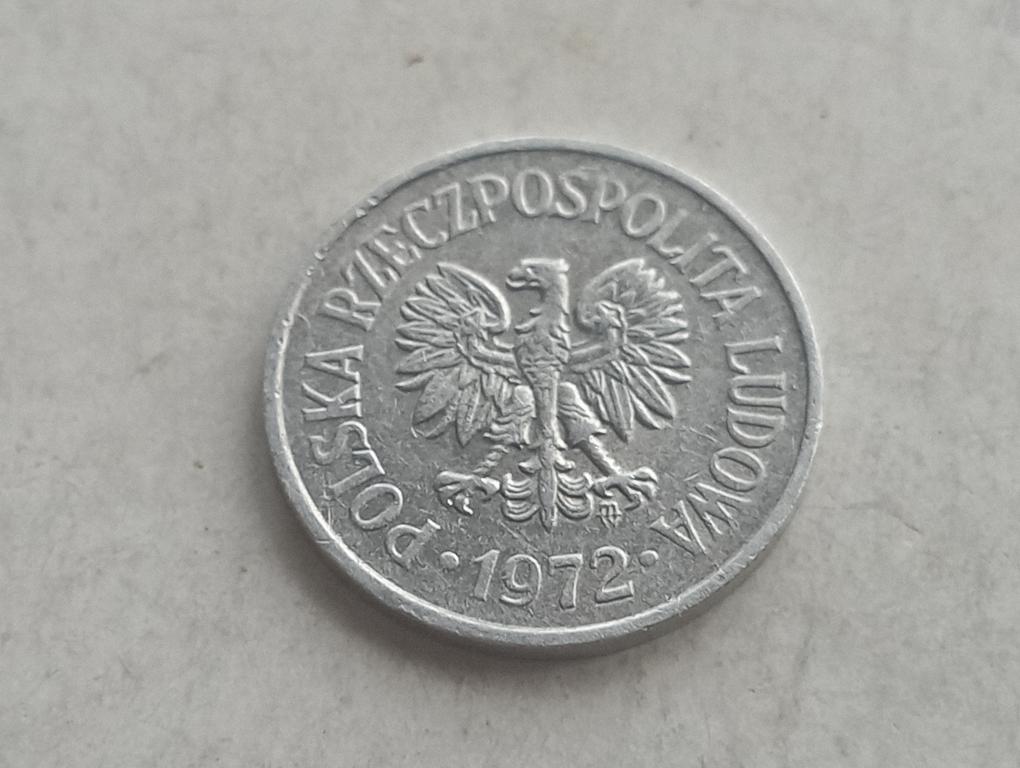 POLSKA RZECZPOSPOLITA LUDOWA
·1972·